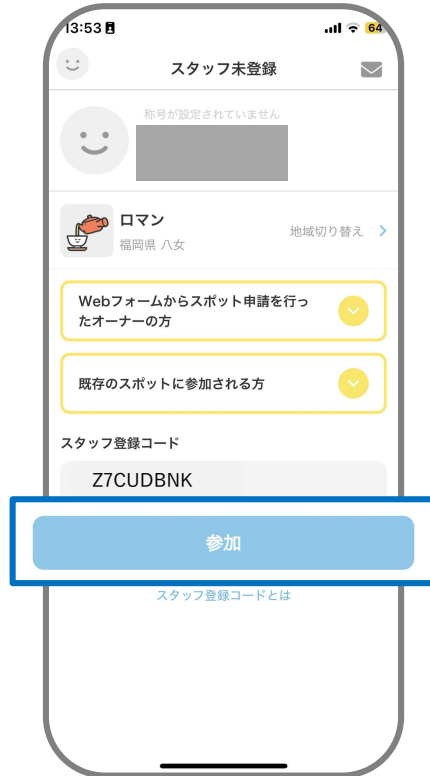 13:53
64
スタッフ未登録
称号が設定されていません
ロマン
福岡県 八女
地域切り替え
Webフォームからスポット申請を行っ
たオーナーの方
既存のスポットに参加される方
スタッフ登録コード
Z7CUDBNK
参加
スタッフ登録コードとは